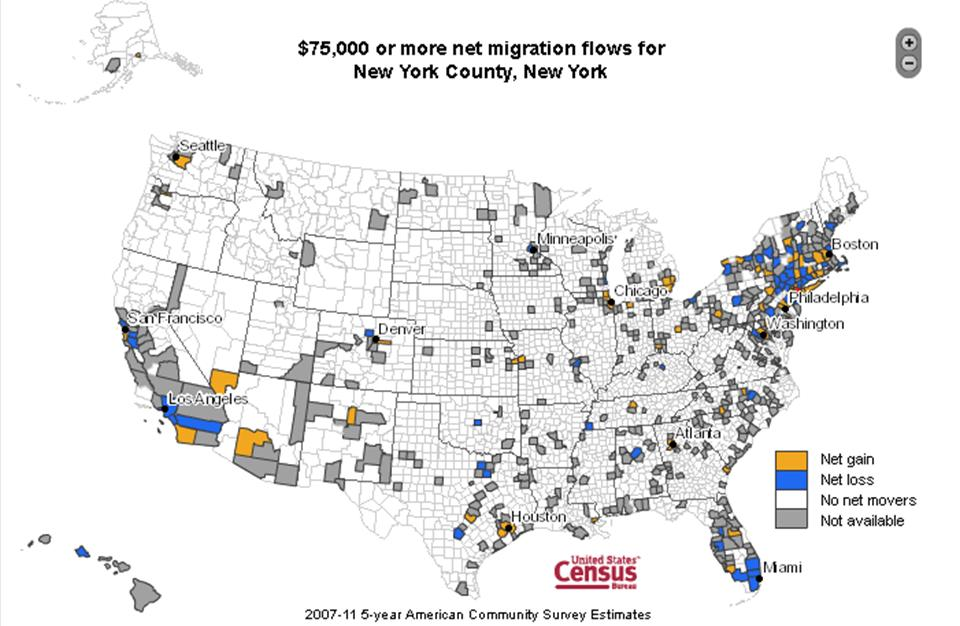 $75,000 or more net migration flows for
New York County, New York
+
−
Seattle
Minneapolis
Boston
Chicago
Philadelphia
San Francisco
Denver
Washington
Los Angeles
Atlanta
Net gain
Net loss
No net movers
Not available
Houston
United States™
Census
Bureau
Miami
2007-11 5-year American Community Survey Estimates